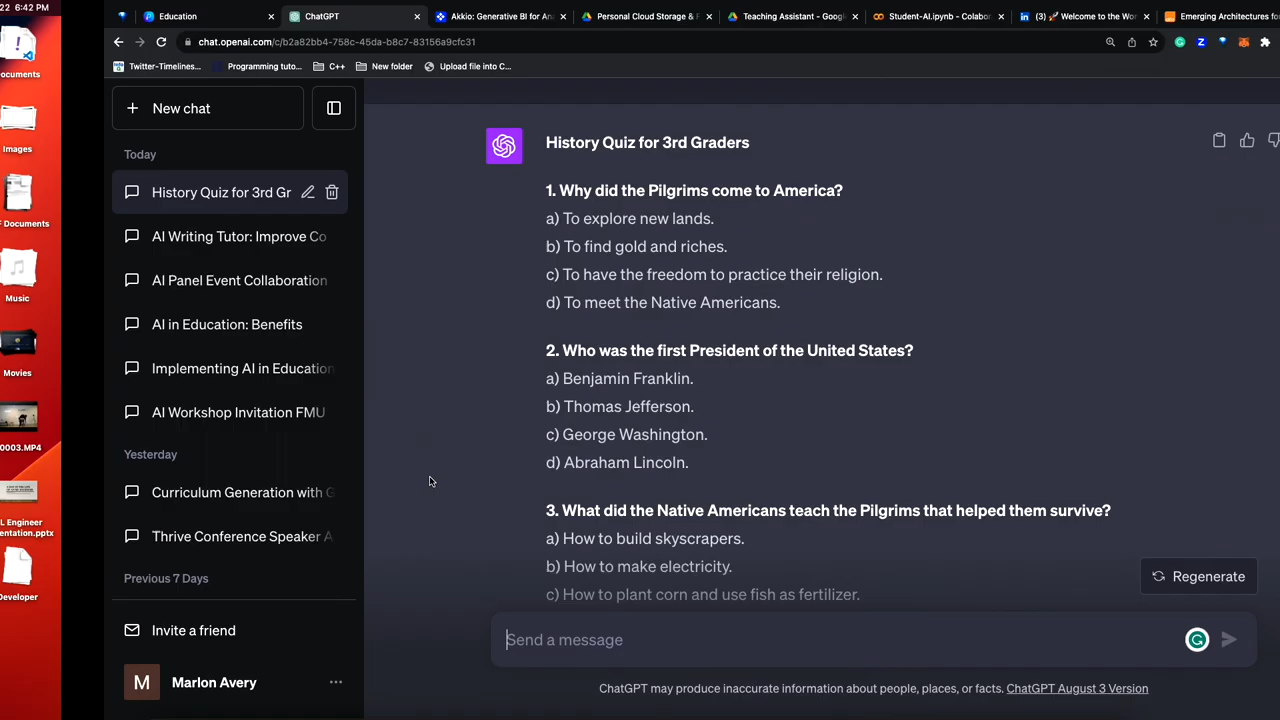 22 6:42 PM
Education
ChatGPT
Akkio: Generative BI for An
Personal Cloud Storage & F
Teaching Assistant - Google
Student-AI.ipynb - Colabor
(3) 🚀 Welcome to the Wor
Emerging Architectures for
chat.openai.com/c/b2a82bb4-758c-45da-b8c7-83156a9cfc31
Twitter-Timelines...
Programming tuto...
C++
New folder
Upload file into C...
ocuments
Images
F Documents
Music
Movies
0003.MP4
L Engineer
entation.pptx
Developer
New chat
Today
History Quiz for 3rd Gr
AI Writing Tutor: Improve Co
AI Panel Event Collaboration
AI in Education: Benefits
Implementing AI in Education
AI Workshop Invitation FMU
Yesterday
Curriculum Generation with G
Thrive Conference Speaker A
Previous 7 Days
Invite a friend
M
Marlon Avery
History Quiz for 3rd Graders
1. Why did the Pilgrims come to America?
a) To explore new lands.
b) To find gold and riches.
c) To have the freedom to practice their religion.
d) To meet the Native Americans.
2. Who was the first President of the United States?
a) Benjamin Franklin.
b) Thomas Jefferson.
c) George Washington.
d) Abraham Lincoln.
3. What did the Native Americans teach the Pilgrims that helped them survive?
a) How to build skyscrapers.
b) How to make electricity.
c) How to plant corn and use fish as fertilizer.
Regenerate
Send a message
ChatGPT may produce inaccurate information about people, places, or facts. ChatGPT August 3 Version